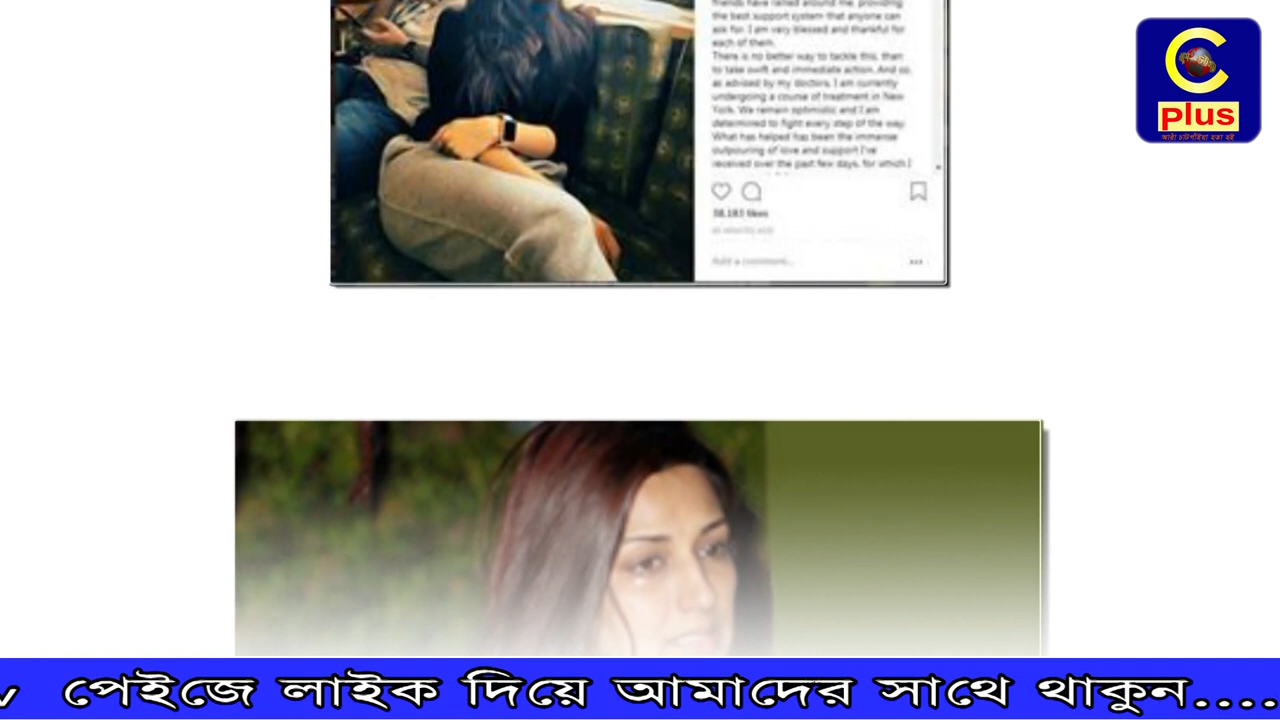 friends have rallied around me, providing
the best support system that anyone can
ask for. I am very blessed and thankful for
each of them.
There is no better way to tackle this, than
to take swift and immediate action. And so,
as advised by my doctors, I am currently
undergoing a course of treatment in New
York. We remain optimistic and I am
determined to fight every step of the way.
What has helped has been the immense
outpouring of love and support I've
received over the past few days, for which I
likes
Add a comment...
C
plus
পেইজে লাইক দিয়ে আমাদের সাথে থাকুন....